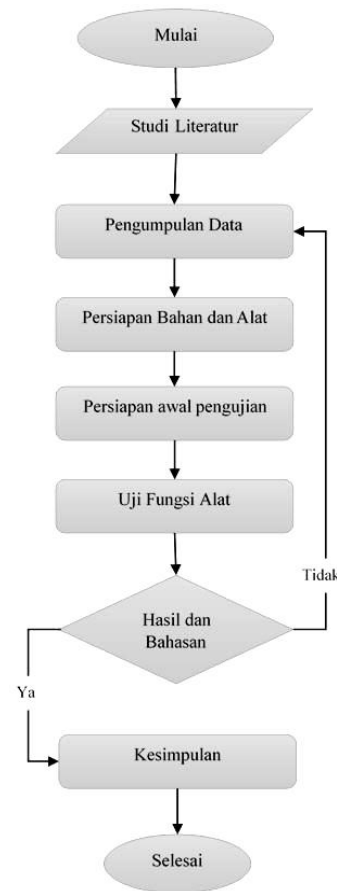 Mulai
Studi Literatur
Pengumpulan Data
Persiapan Bahan dan Alat
Persiapan awal pengujian
Uji Fungsi Alat
Tidak
Hasil dan
Bahasan
Ya
Kesimpulan
Selesai